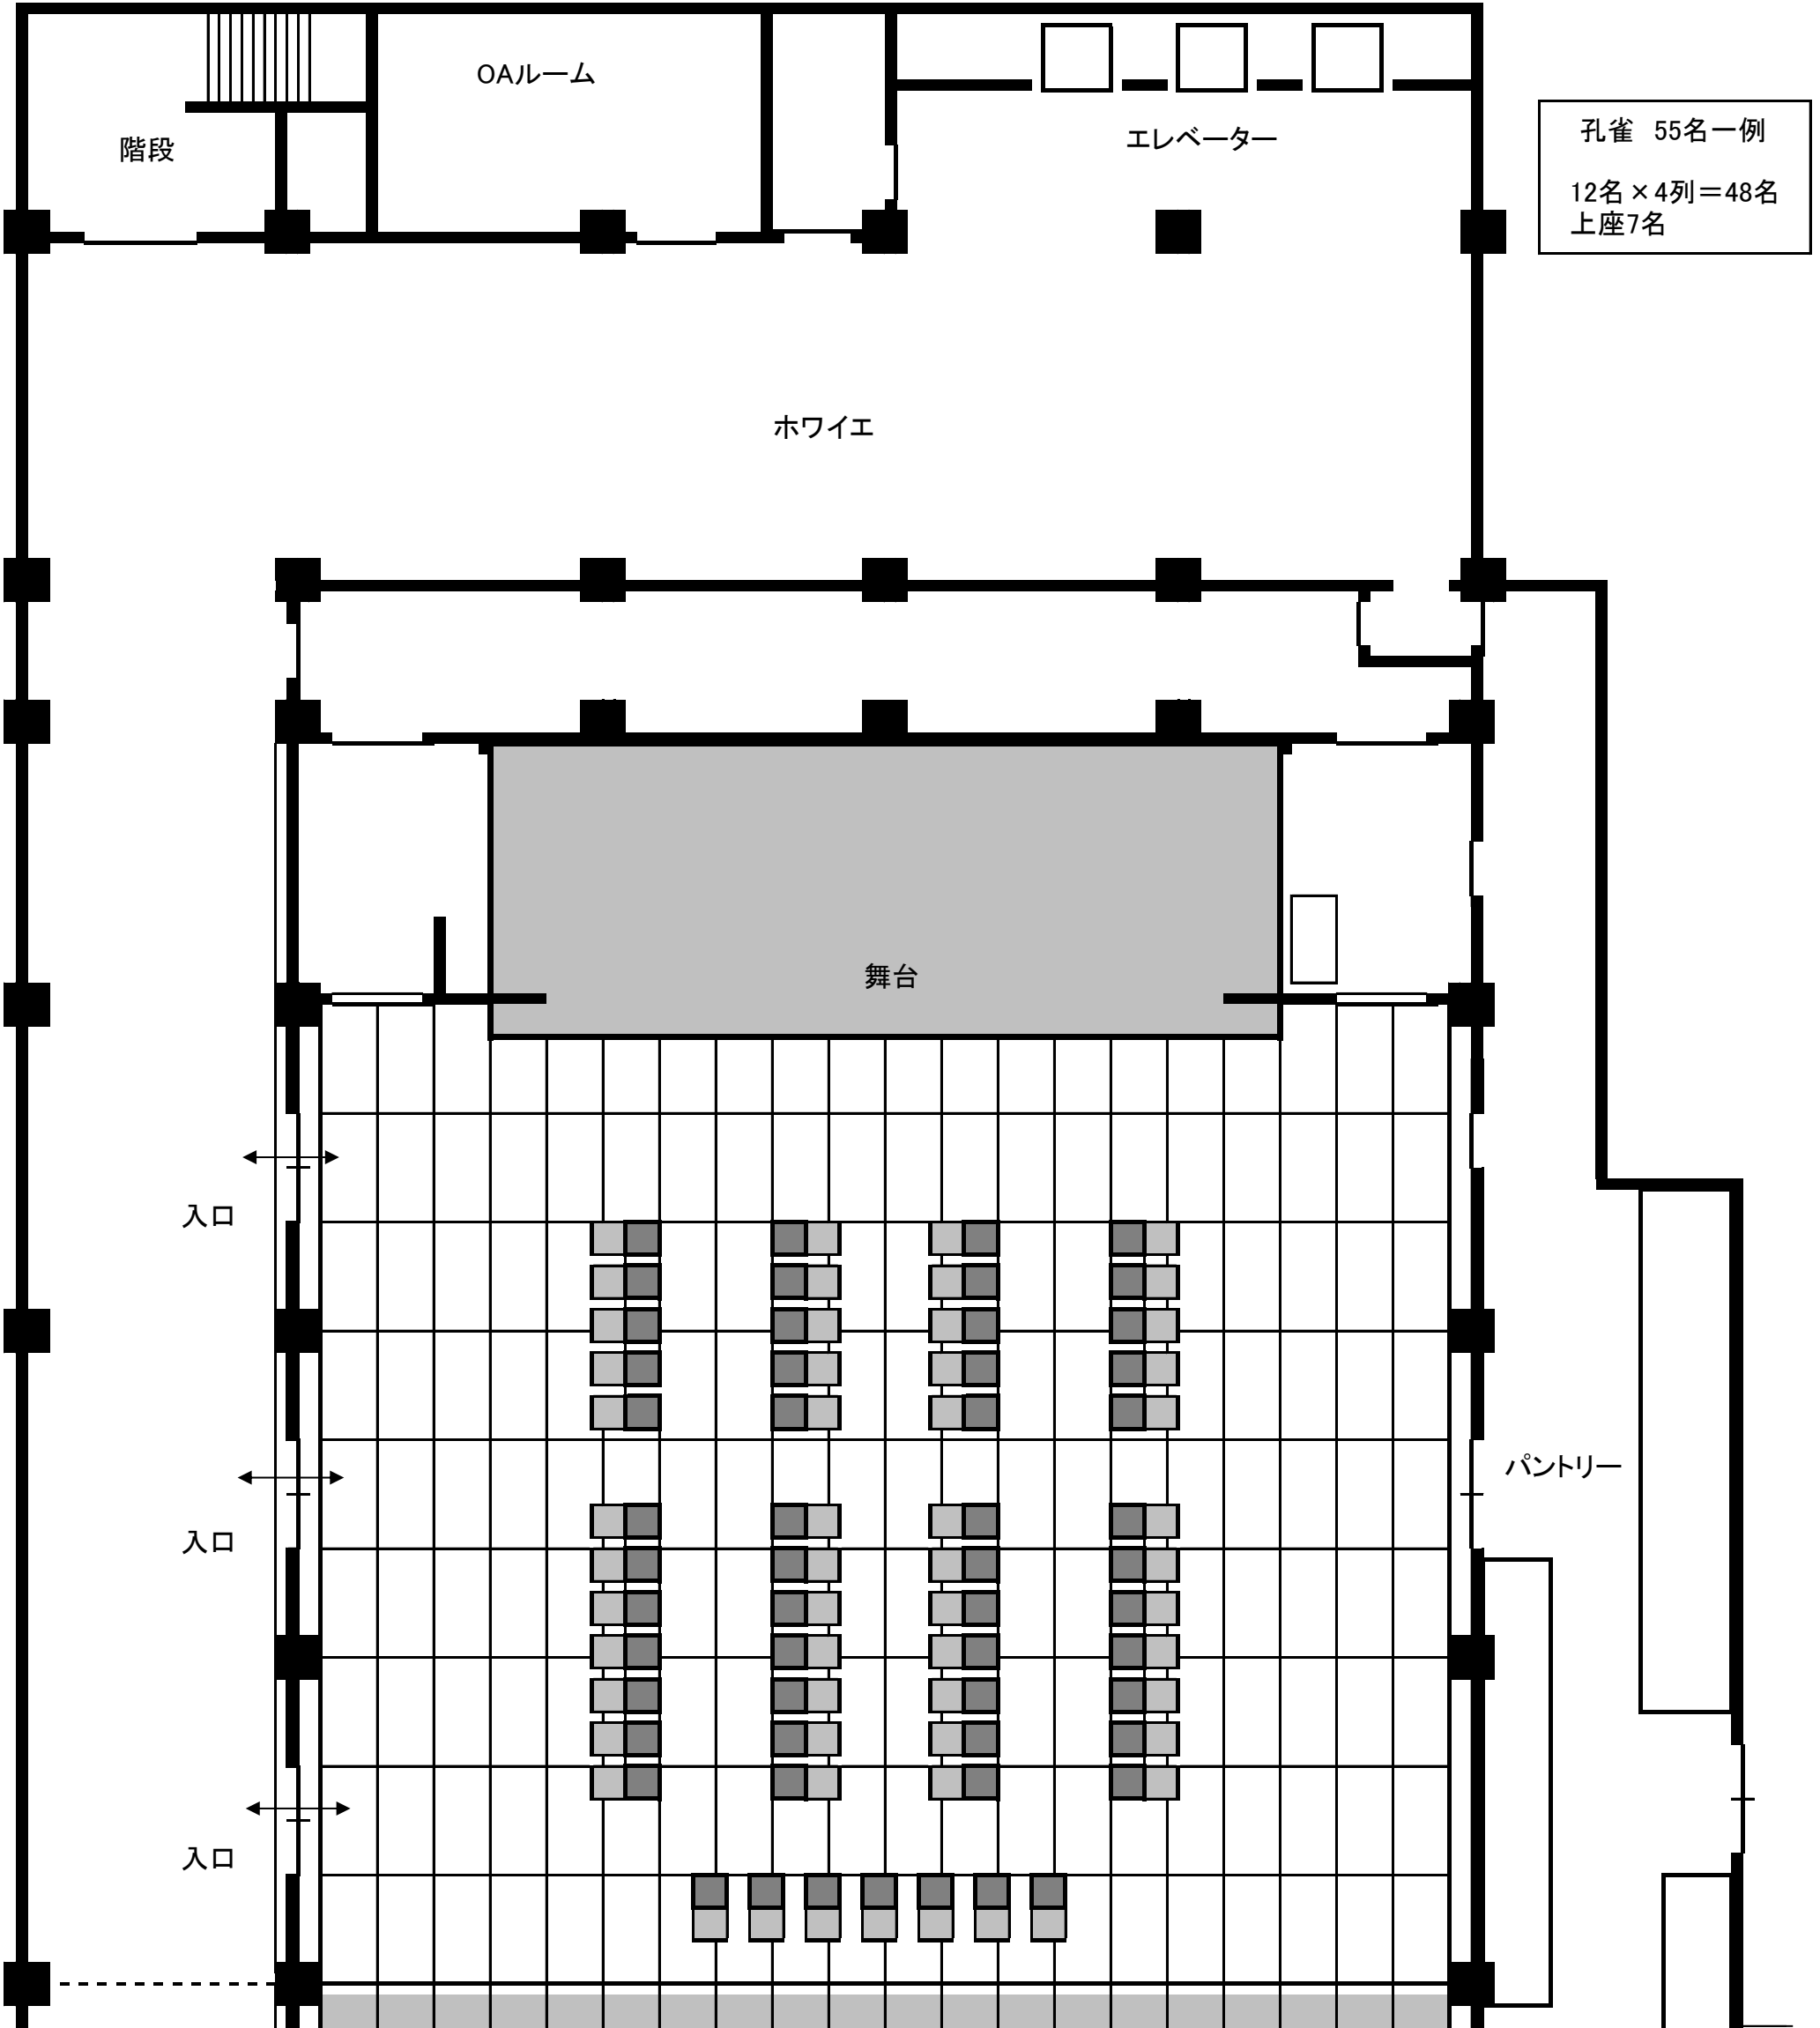 OAルーム
階段
エレベーター
孔雀 55名一例
12名×4列＝48名
上座7名
ホワイエ
舞台
入口
パントリー
入口
入口